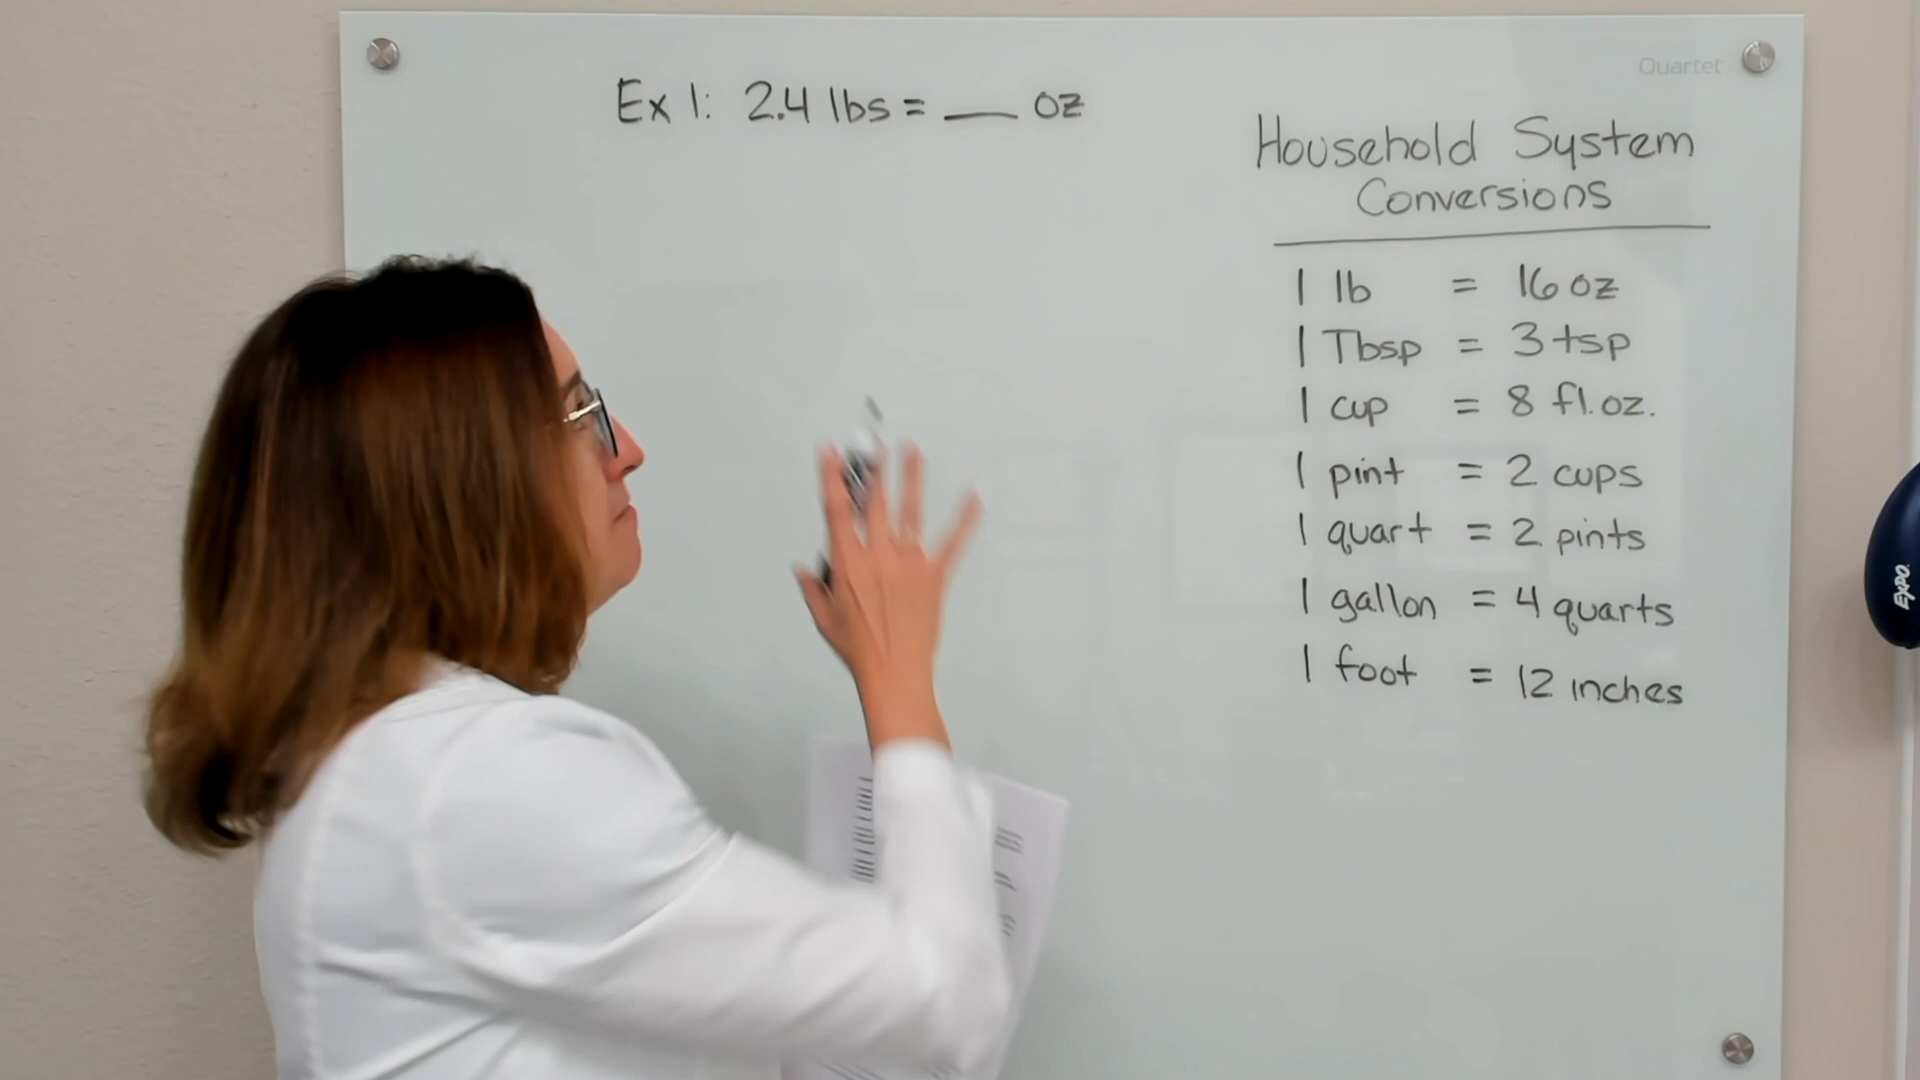 Quartet
Ex 1: 2.4 lbs = __ oz
Household System
Conversions
1 lb = 16 oz
1 Tbsp = 3 tsp
1 cup = 8 fl. oz.
1 pint = 2 cups
1 quart = 2 pints
1 gallon = 4 quarts
1 foot = 12 inches
EXPO